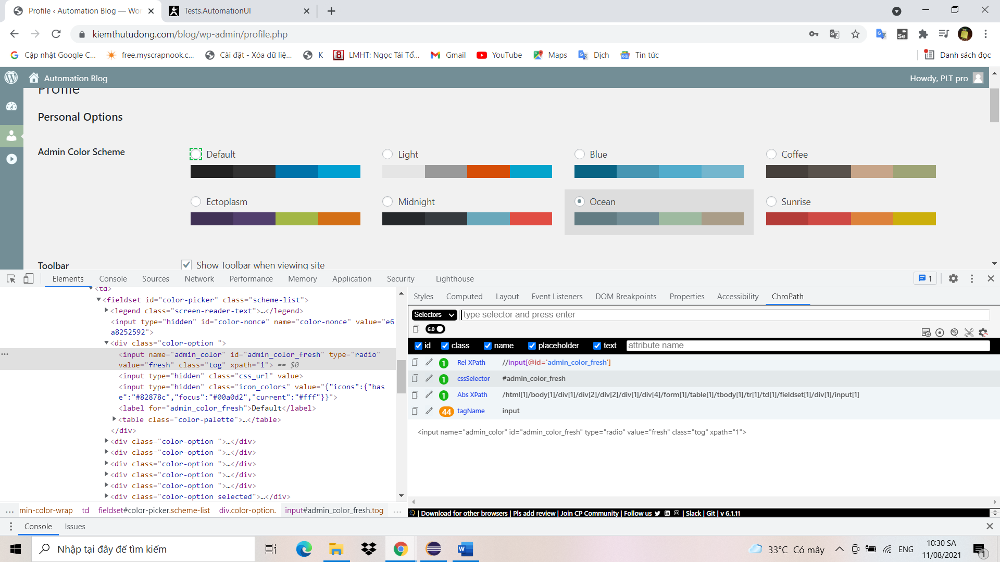 Profile ‹ Automation Blog — Wor
Tests.AutomationUI
kiemthutudong.com/blog/wp-admin/profile.php
Cập nhật Google C...
free.myscrapnook.c...
Cài đặt - Xóa dữ liệ...
K
LMHT: Ngọc Tái Tổ...
Gmail
YouTube
Maps
Dịch
Tin tức
Danh sách đọc
Automation Blog
Howdy, PLT pro
Profile
Personal Options
Admin Color Scheme
Default
Light
Blue
Coffee
Ectoplasm
Midnight
Ocean
Sunrise
Toolbar
Show Toolbar when viewing site
Elements
Console
Sources
Network
Performance
Memory
Application
Security
Lighthouse
1
<td>
<fieldset id="color-picker" class="scheme-list">
<legend class="screen-reader-text">…</legend>
<input type="hidden" id="color-nonce" name="color-nonce" value="e6
a8252592">
<div class="color-option ">
<input name="admin_color" id="admin_color_fresh" type="radio"
value="fresh" class="tog" xpath="1"> == $0
<input type="hidden" class="css_url" value>
<input type="hidden" class="icon_colors" value="{"icons":{"bas
e":"#82878c","focus":"#00a0d2","current":"#fff"}}">
<label for="admin_color_fresh">Default</label>
<table class="color-palette">…</table>
</div>
<div class="color-option ">…</div>
<div class="color-option ">…</div>
<div class="color-option ">…</div>
<div class="color-option ">…</div>
<div class="color-option ">…</div>
<div class="color-option selected">…</div>
... min-color-wrap td fieldset#color-picker.scheme-list div.color-option. input#admin_color_fresh.tog ...
Styles
Computed
Layout
Event Listeners
DOM Breakpoints
Properties
Accessibility
ChroPath
Selectors
type selector and press enter
6.0
id
class
name
placeholder
text
attribute name
1 Rel XPath //input[@id='admin_color_fresh']
1 cssSelector #admin_color_fresh
1 Abs XPath /html[1]/body[1]/div[1]/div[2]/div[2]/div[1]/div[4]/form[1]/table[1]/tbody[1]/tr[1]/td[1]/fieldset[1]/div[1]/input[1]
44 tagName input
<input name="admin_color" id="admin_color_fresh" type="radio" value="fresh" class="tog" xpath="1">
| Download for other browsers | Pls add review | Join CP Community | Follow us | Slack | Git | v 6.1.11
Console
Issues
Nhập tại đây để tìm kiếm
33°C Có mây
ENG
10:30 SA
11/08/2021
1